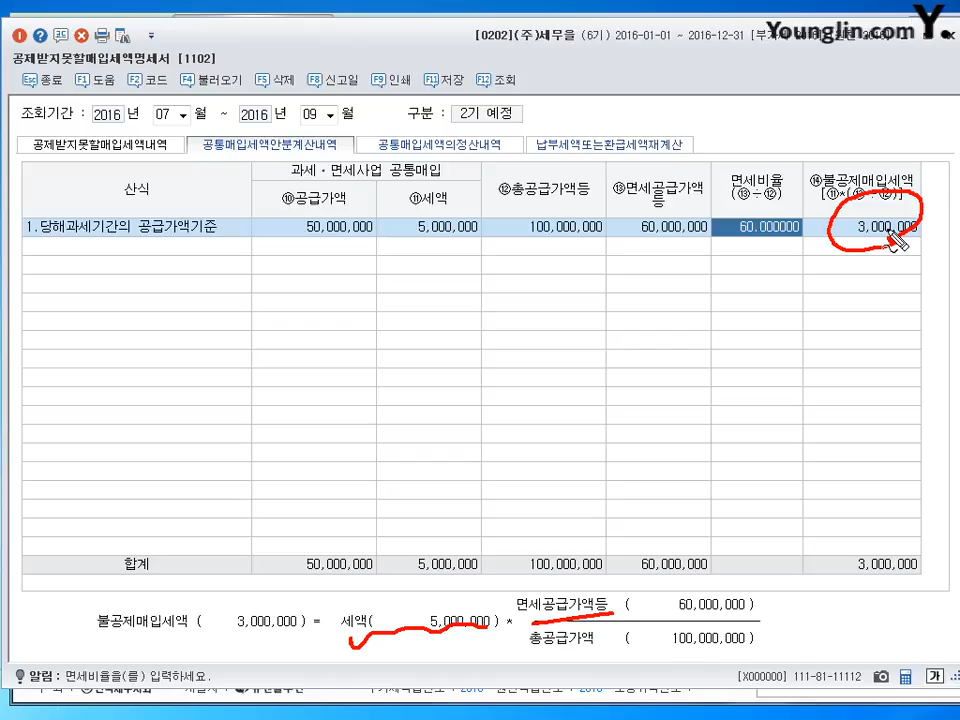 [0202](주)세무을 (6기) 2016-01-01 ~ 2016-12-31
Younglin.com Y.
공제받지못할매입세액명세서 [1102]
Esc 종료 F1 도움 F2 코드 F4 불러오기 F5 삭제 F8 신고일 F9 인쇄 F11 저장 F12 조회
조회기간 : 2016 년 07 월 ~ 2016 년 09 월 구분 : 2기 예정
공제받지못할매입세액내역 공통매입세액안분계산내역 공통매입세액의정산내역 납부세액또는환급세액재계산
산식 과세·면세사업 공통매입 ⑫총공급가액등 ⑬면세공급가액등 면세비율 (⑬÷⑫) ⑭불공제매입세액
⑩공급가액 ⑪세액
1.당해과세기간의 공급가액기준 50,000,000 5,000,000 100,000,000 60,000,000 60.000000 3,000,000
합계 50,000,000 5,000,000 100,000,000 60,000,000 3,000,000
면세공급가액등 ( 60,000,000 )
불공제매입세액 ( 3,000,000 ) = 세액( 5,000,000 ) *
총공급가액 ( 100,000,000 )
알림: 면세비율을(를) 입력하세요. [X000000] 111-81-11112 가